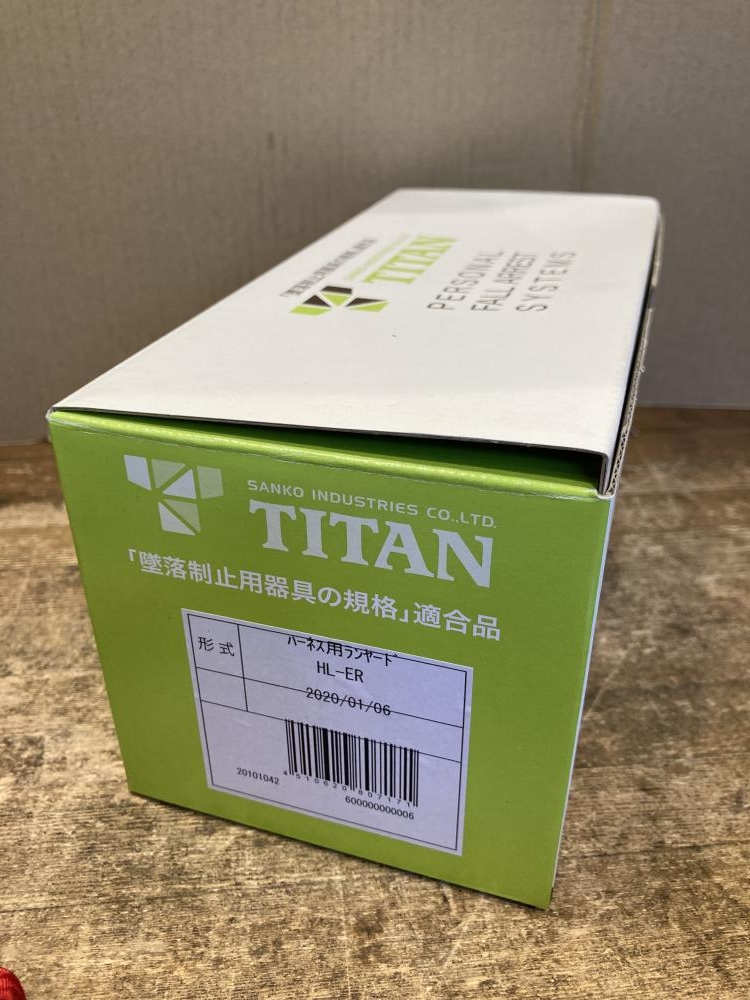 TITAN
PERSONAL
FALL ARREST
SYSTEMS
SANKO INDUSTRIES CO.,LTD.
TITAN
「墜落制止用器具の規格」適合品
形式
ハーネス用ランヤード
HL-ER
2020/01/06
20101042
4510620807171
600000000006